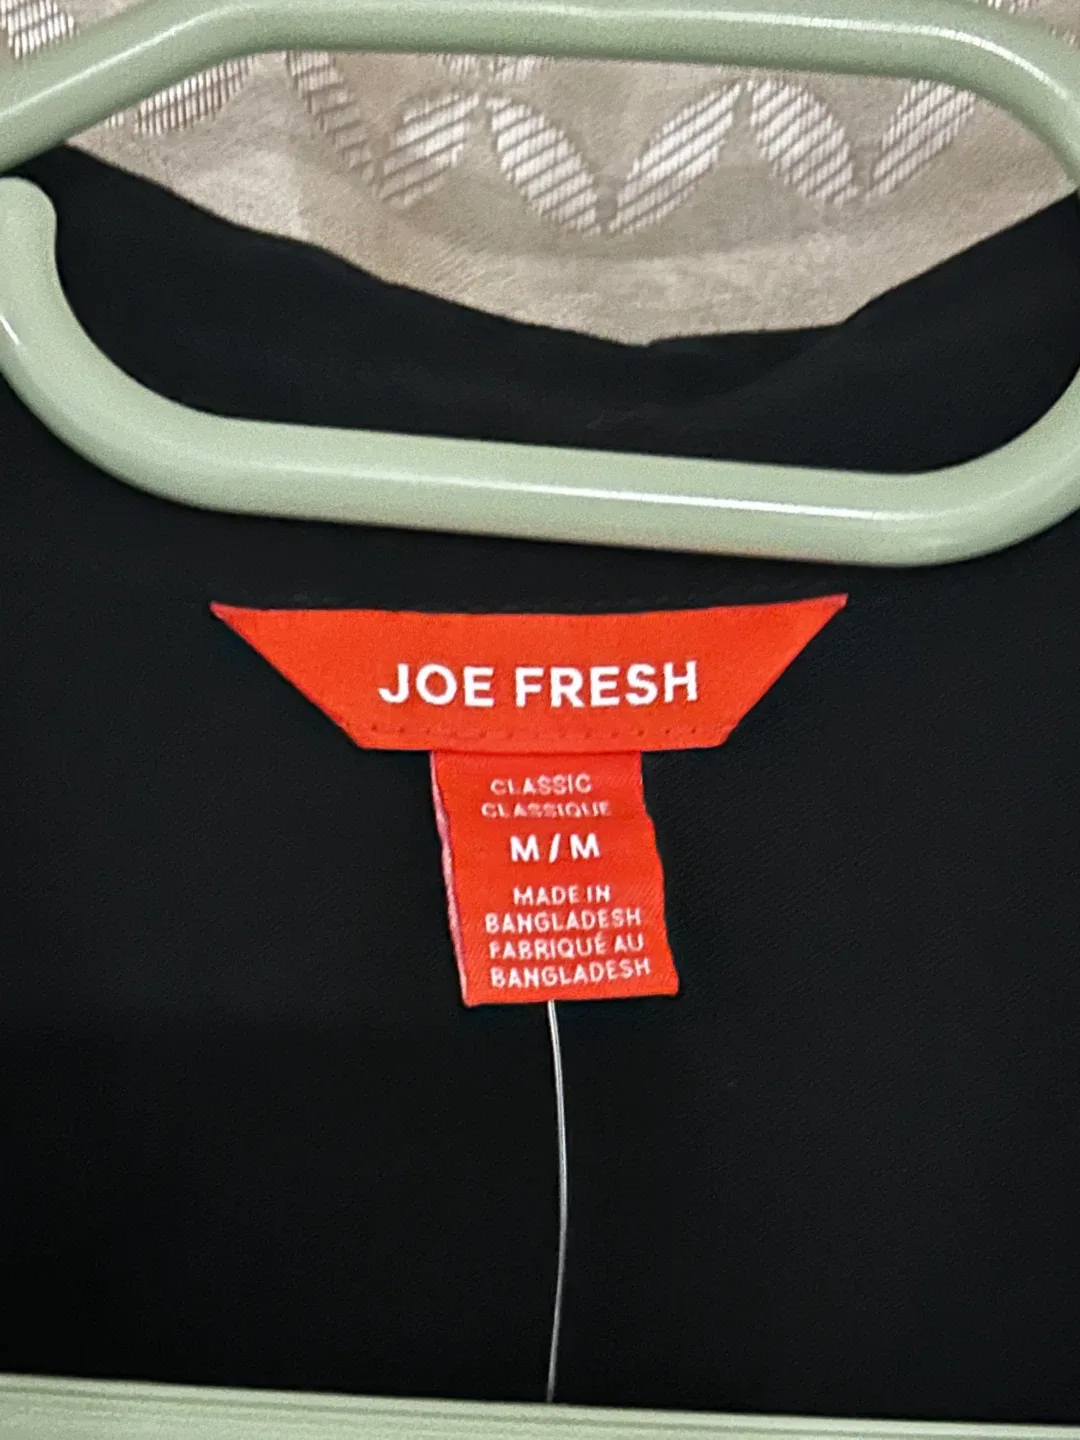 JOE FRESH
CLASSIC
CLASSIQUE
M / M
MADE IN
BANGLADESH
FABRIQUÉ AU
BANGLADESH